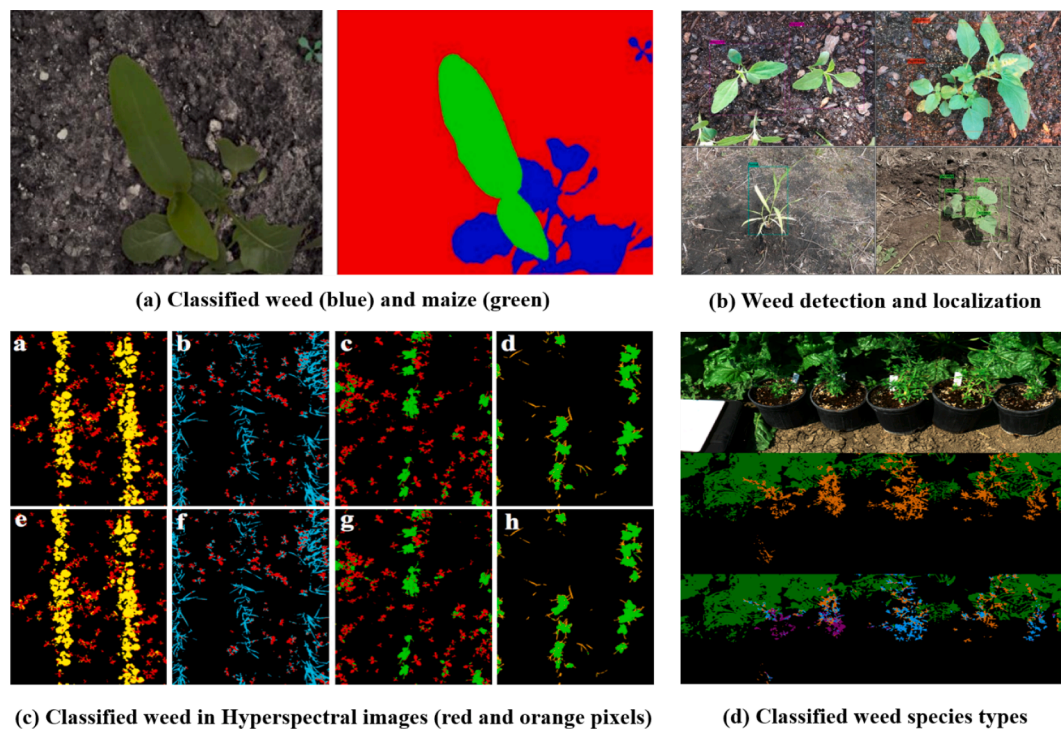 (a) Classified weed (blue) and maize (green)
(b) Weed detection and localization
a b c d
e f g h
(c) Classified weed in Hyperspectral images (red and orange pixels)
(d) Classified weed species types